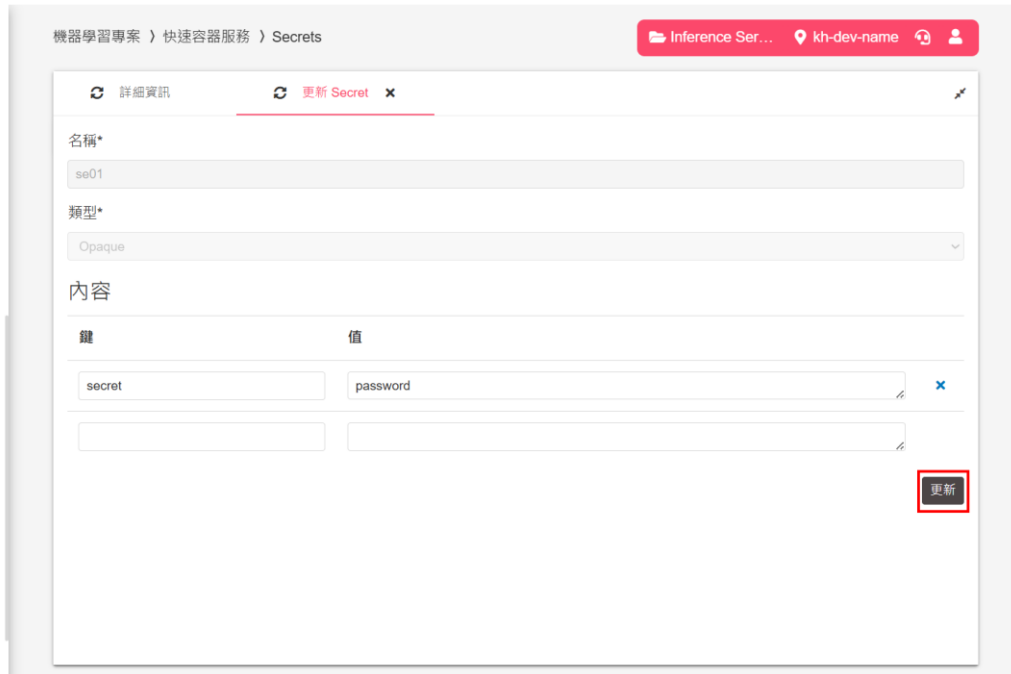 機器學習專案 〉快速容器服務 〉Secrets
Inference Ser... kh-dev-name
詳細資訊 更新 Secret
名稱*
se01
類型*
Opaque
內容
鍵 值
secret password
更新